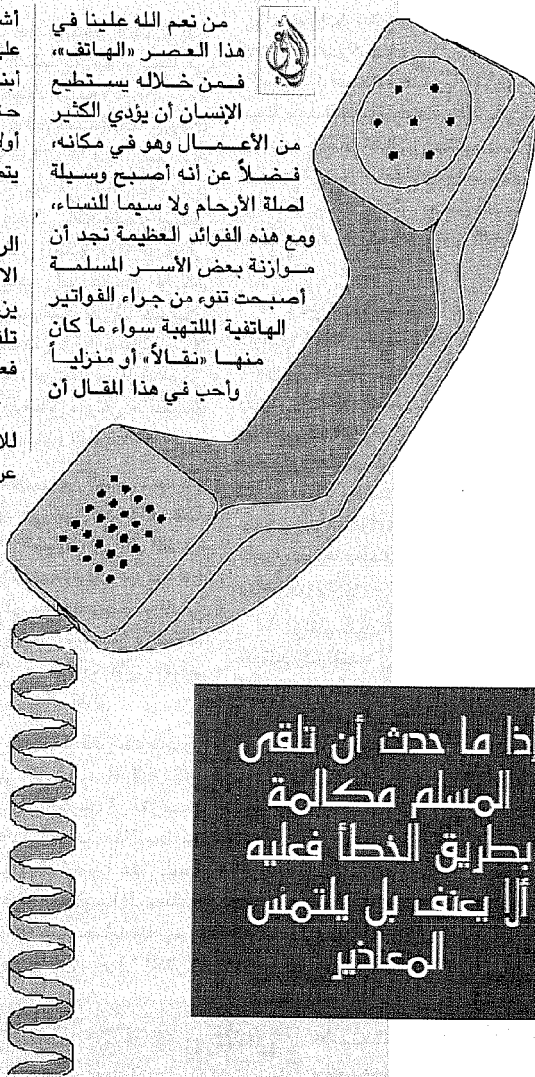 من نعم الله علينا في
هذا العصر «الهاتف»،
فمن خلاله يستطيع
الإنسان أن يؤدي الكثير
من الأعمال وهو في مكانه،
فضلاً عن أنه أصبح وسيلة
لصلة الأرحام ولا سيما للنساء،
ومع هذه الفوائد العظيمة نجد أن
موازنة بعض الأسر المسلمة
أصبحت تنوء من جراء الفواتير
الهاتفية الملتهبة سواء ما كان
منها «نقالاً» أو منزلياً
وأحب في هذا المقال أن
إذا ما حدث أن تلقى
المسلم مكالمة
بطريق الخطأ فعليه
ألا يعنف بل يلتمس
المعاذير